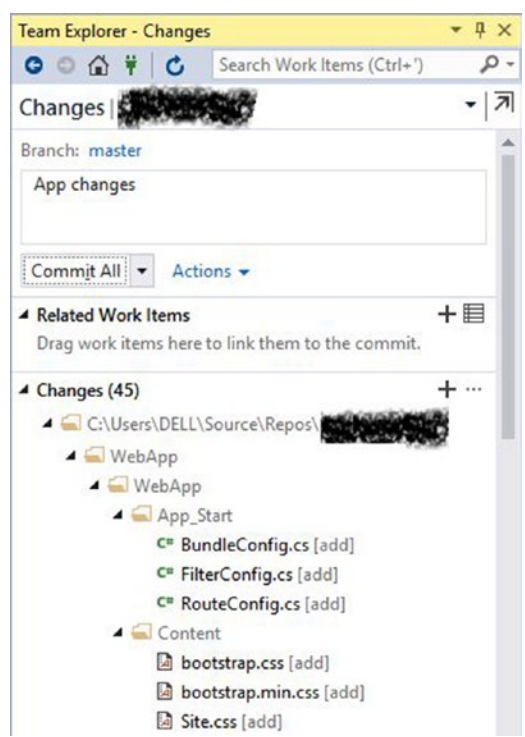 Team Explorer - Changes
Search Work Items (Ctrl+')
Changes |
Branch: master
App changes
Commit All
Actions
Related Work Items
Drag work items here to link them to the commit.
Changes (45)
C:\Users\DELL\Source\Repos\
WebApp
WebApp
App_Start
C# BundleConfig.cs [add]
C# FilterConfig.cs [add]
C# RouteConfig.cs [add]
Content
bootstrap.css [add]
bootstrap.min.css [add]
Site.css [add]